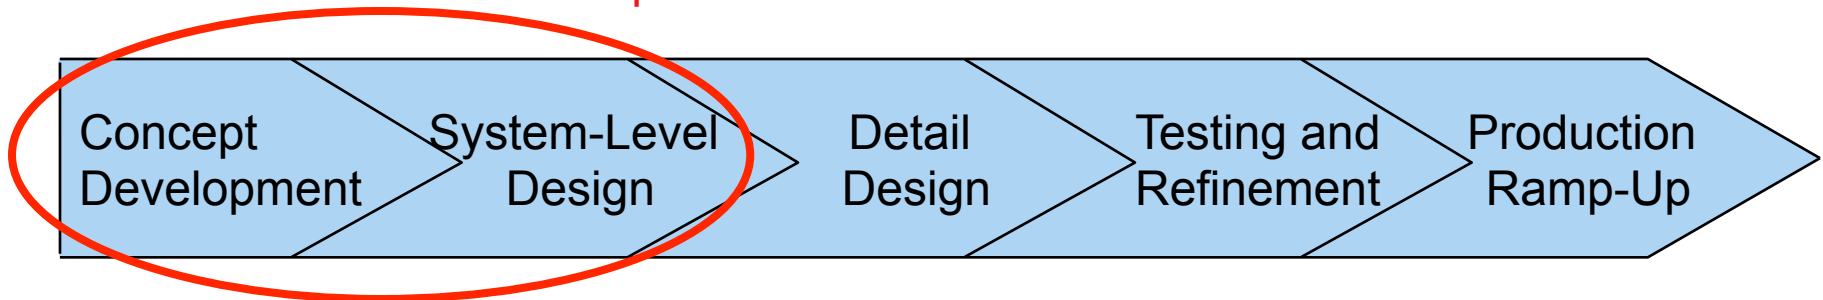 Concept
Development
System-Level
Design
Detail
Design
Testing and
Refinement
Production
Ramp-Up